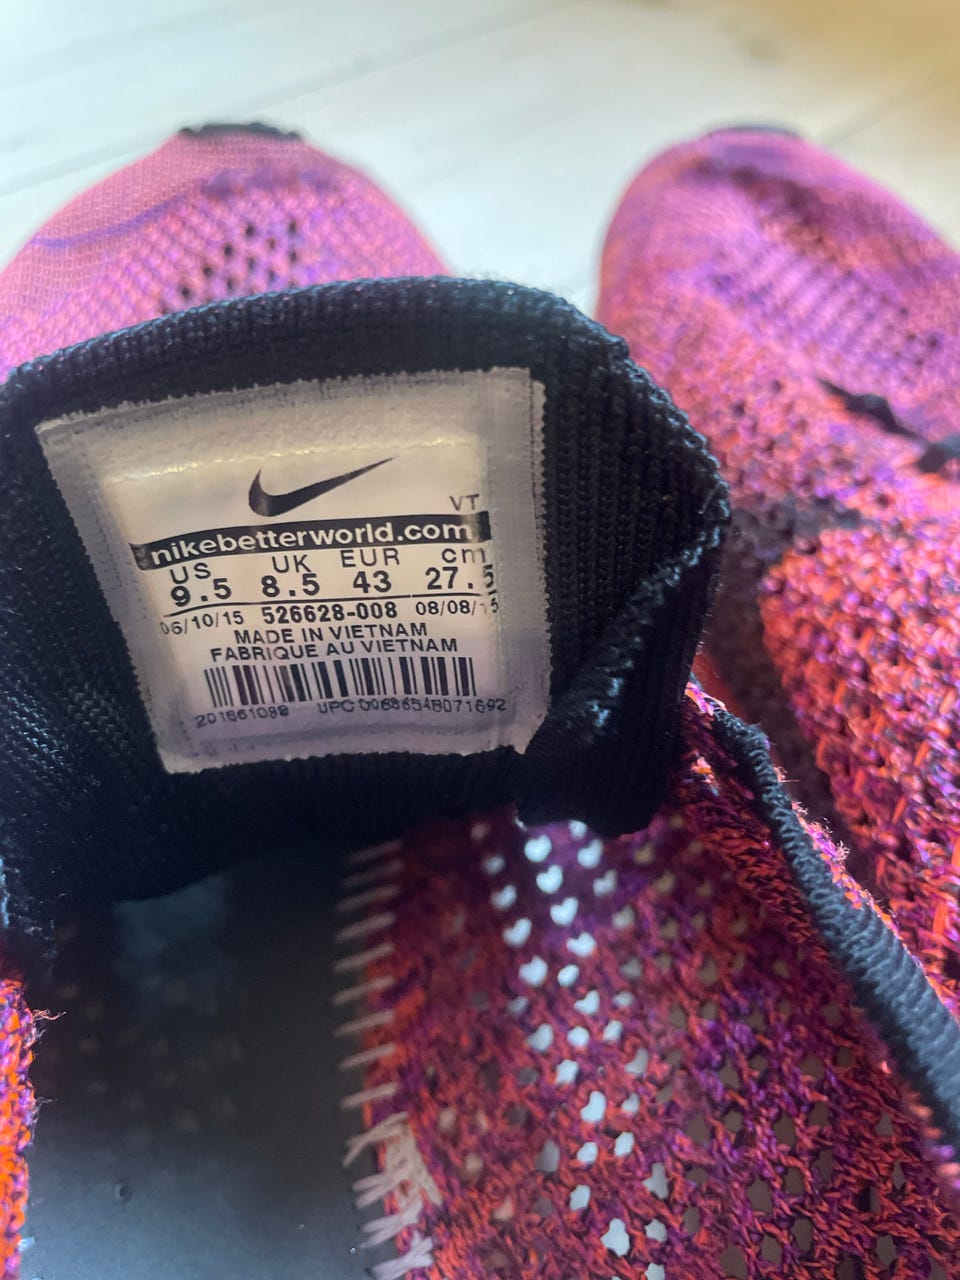 VT
nikebetterworld.com
US UK EUR cm
9.5 8.5 43 27.5
06/10/15 526628-008 08/08/15
MADE IN VIETNAM
FABRIQUE AU VIETNAM
UPC